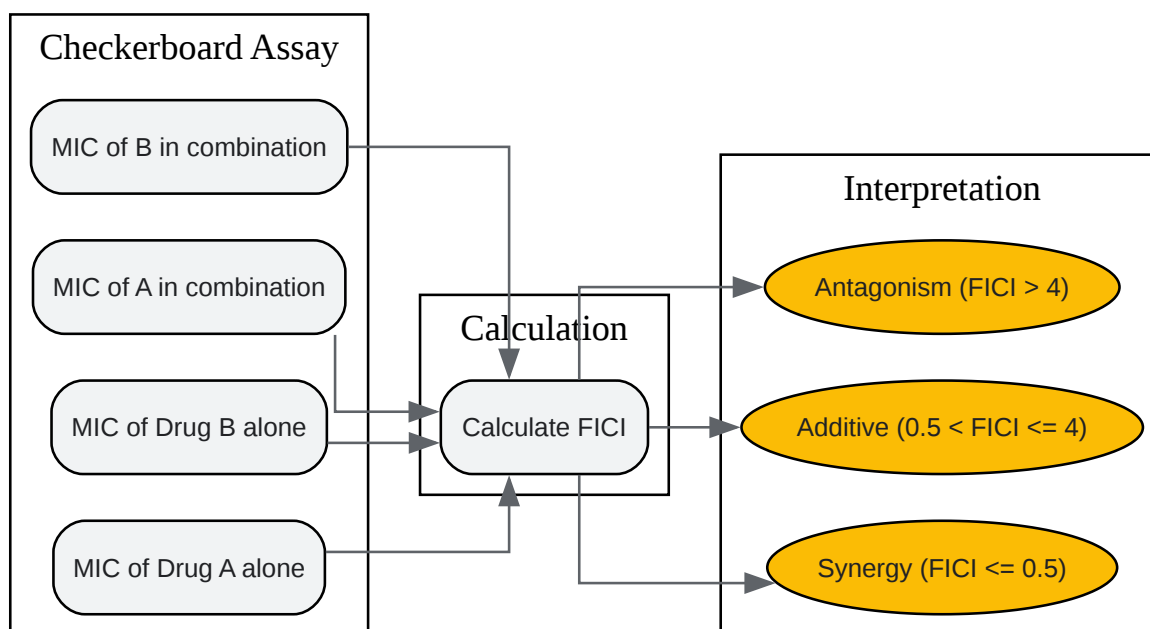 Checkerboard Assay
MIC of B in combination
MIC of A in combination
MIC of Drug B alone
MIC of Drug A alone
Calculation
Calculate FICI
Interpretation
Antagonism (FICI > 4)
Additive (0.5 < FICI <= 4)
Synergy (FICI <= 0.5)